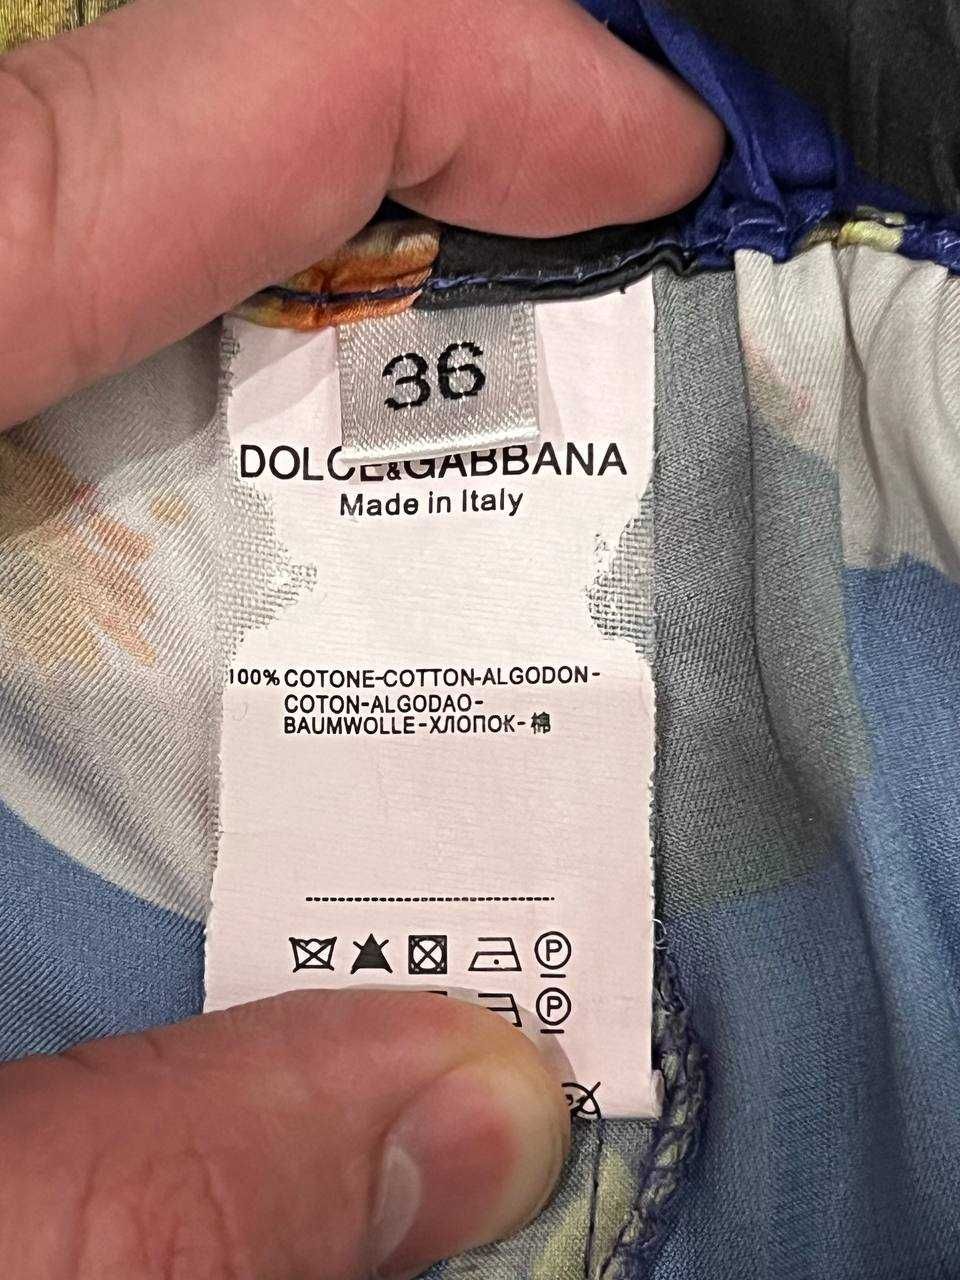 36
DOLCE&GABBANA
Made in Italy
100% COTONE-COTTON-ALGODON-
COTON-ALGODAO-
BAUMWOLLE-ХЛОПОК-棉
P
P